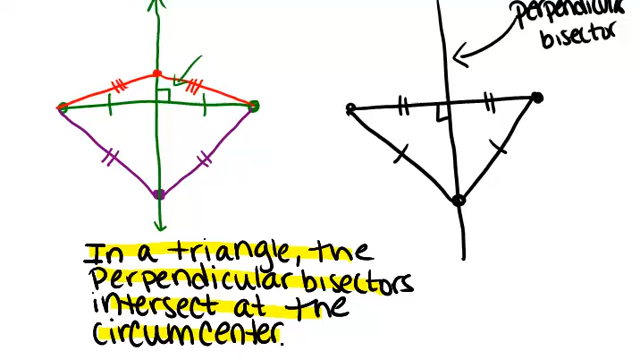 perpendicular
bisector
In a triangle, the
perpendicular bisectors
intersect at the
circumcenter.